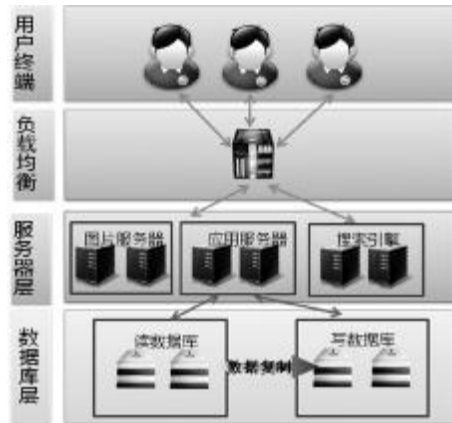 用户终端
负载均衡
服务器层
图片服务器
应用服务器
搜索引擎
数据库层
读数据库
写数据库
数据复制